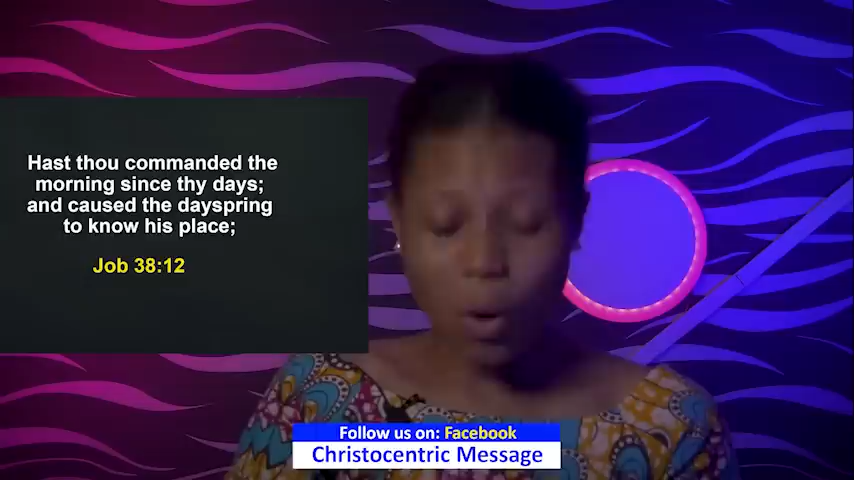 Hast thou commanded the
morning since thy days;
and caused the dayspring
to know his place;
Job 38:12
Follow us on: Facebook
Christocentric Message